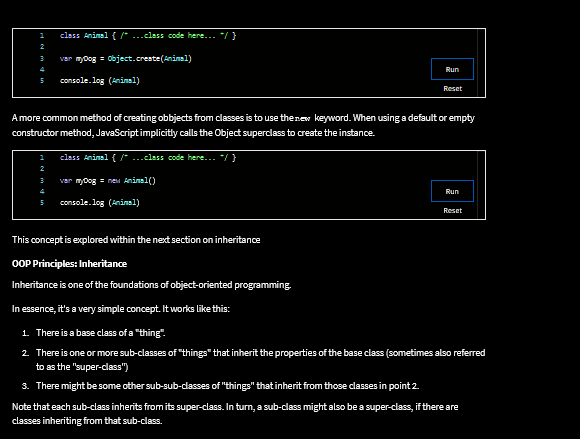 1 class Animal { /* ...class code here... */ }
2
3 var myDog = Object.create(Animal)
4
5 console.log (Animal)
Run
Reset
A more common method of creating obbjects from classes is to use the new keyword. When using a default or empty
constructor method, JavaScript implicitly calls the Object superclass to create the instance.
1 class Animal { /* ...class code here... */ }
2
3 var myDog = new Animal()
4
5 console.log (Animal)
Run
Reset
This concept is explored within the next section on inheritance
OOP Principles: Inheritance
Inheritance is one of the foundations of object-oriented programming.
In essence, it's a very simple concept. It works like this:
1. There is a base class of a "thing".
2. There is one or more sub-classes of "things" that inherit the properties of the base class (sometimes also referred
to as the "super-class")
3. There might be some other sub-sub-classes of "things" that inherit from those classes in point 2.
Note that each sub-class inherits from its super-class. In turn, a sub-class might also be a super-class, if there are
classes inheriting from that sub-class.